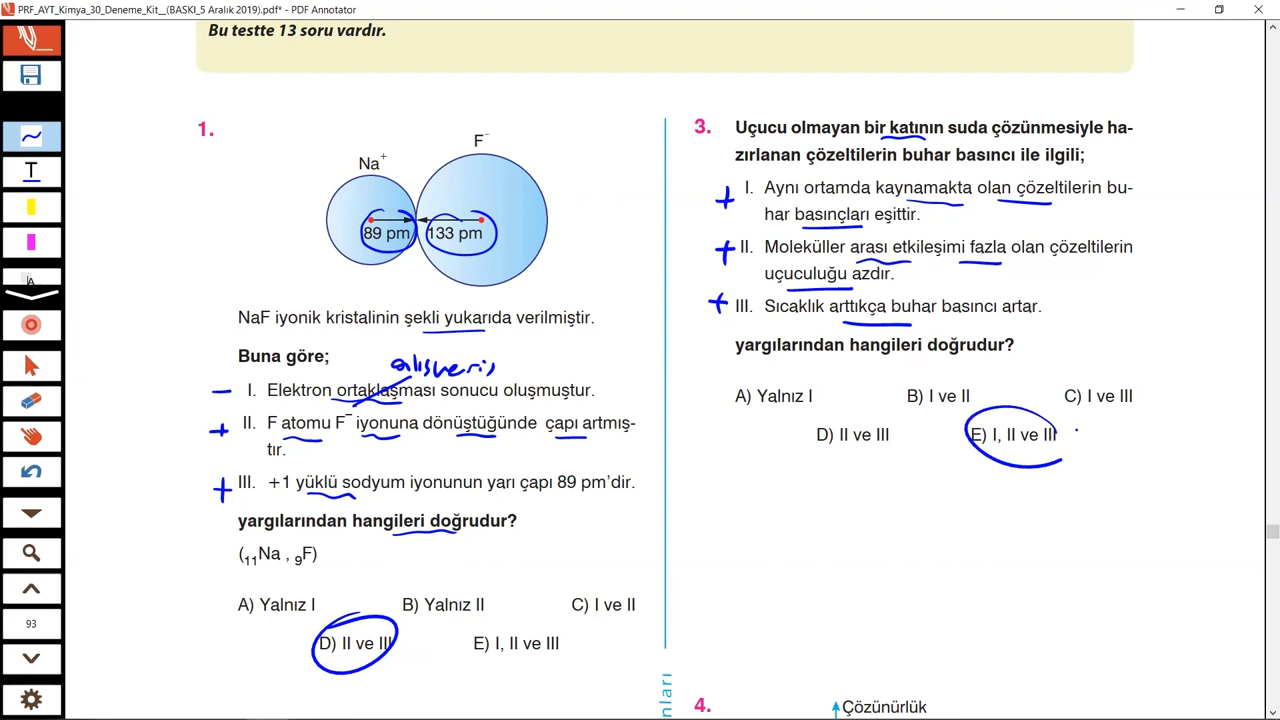 PRF_AYT_Kimya_30_Deneme_Kit__(BASKI_5 Aralık 2019).pdf* - PDF Annotator
Bu testte 13 soru vardır.
1.
Na+
F−
89 pm
133 pm
NaF iyonik kristalinin şekli yukarıda verilmiştir.
Buna göre;
alışveriş
− I. Elektron ortaklaşması sonucu oluşmuştur.
+ II. F atomu F− iyonuna dönüştüğünde çapı artmış-
tır.
+ III. +1 yüklü sodyum iyonunun yarı çapı 89 pm'dir.
yargılarından hangileri doğrudur?
(11Na , 9F)
A) Yalnız I B) Yalnız II C) I ve II
D) II ve III E) I, II ve III
3. Uçucu olmayan bir katının suda çözünmesiyle ha-
zırlanan çözeltilerin buhar basıncı ile ilgili;
+ I. Aynı ortamda kaynamakta olan çözeltilerin bu-
har basınçları eşittir.
+ II. Moleküller arası etkileşimi fazla olan çözeltilerin
uçuculuğu azdır.
+ III. Sıcaklık arttıkça buhar basıncı artar.
yargılarından hangileri doğrudur?
A) Yalnız I B) I ve II C) I ve III
D) II ve III E) I, II ve III
nları
4. Çözünürlük
T
A
93